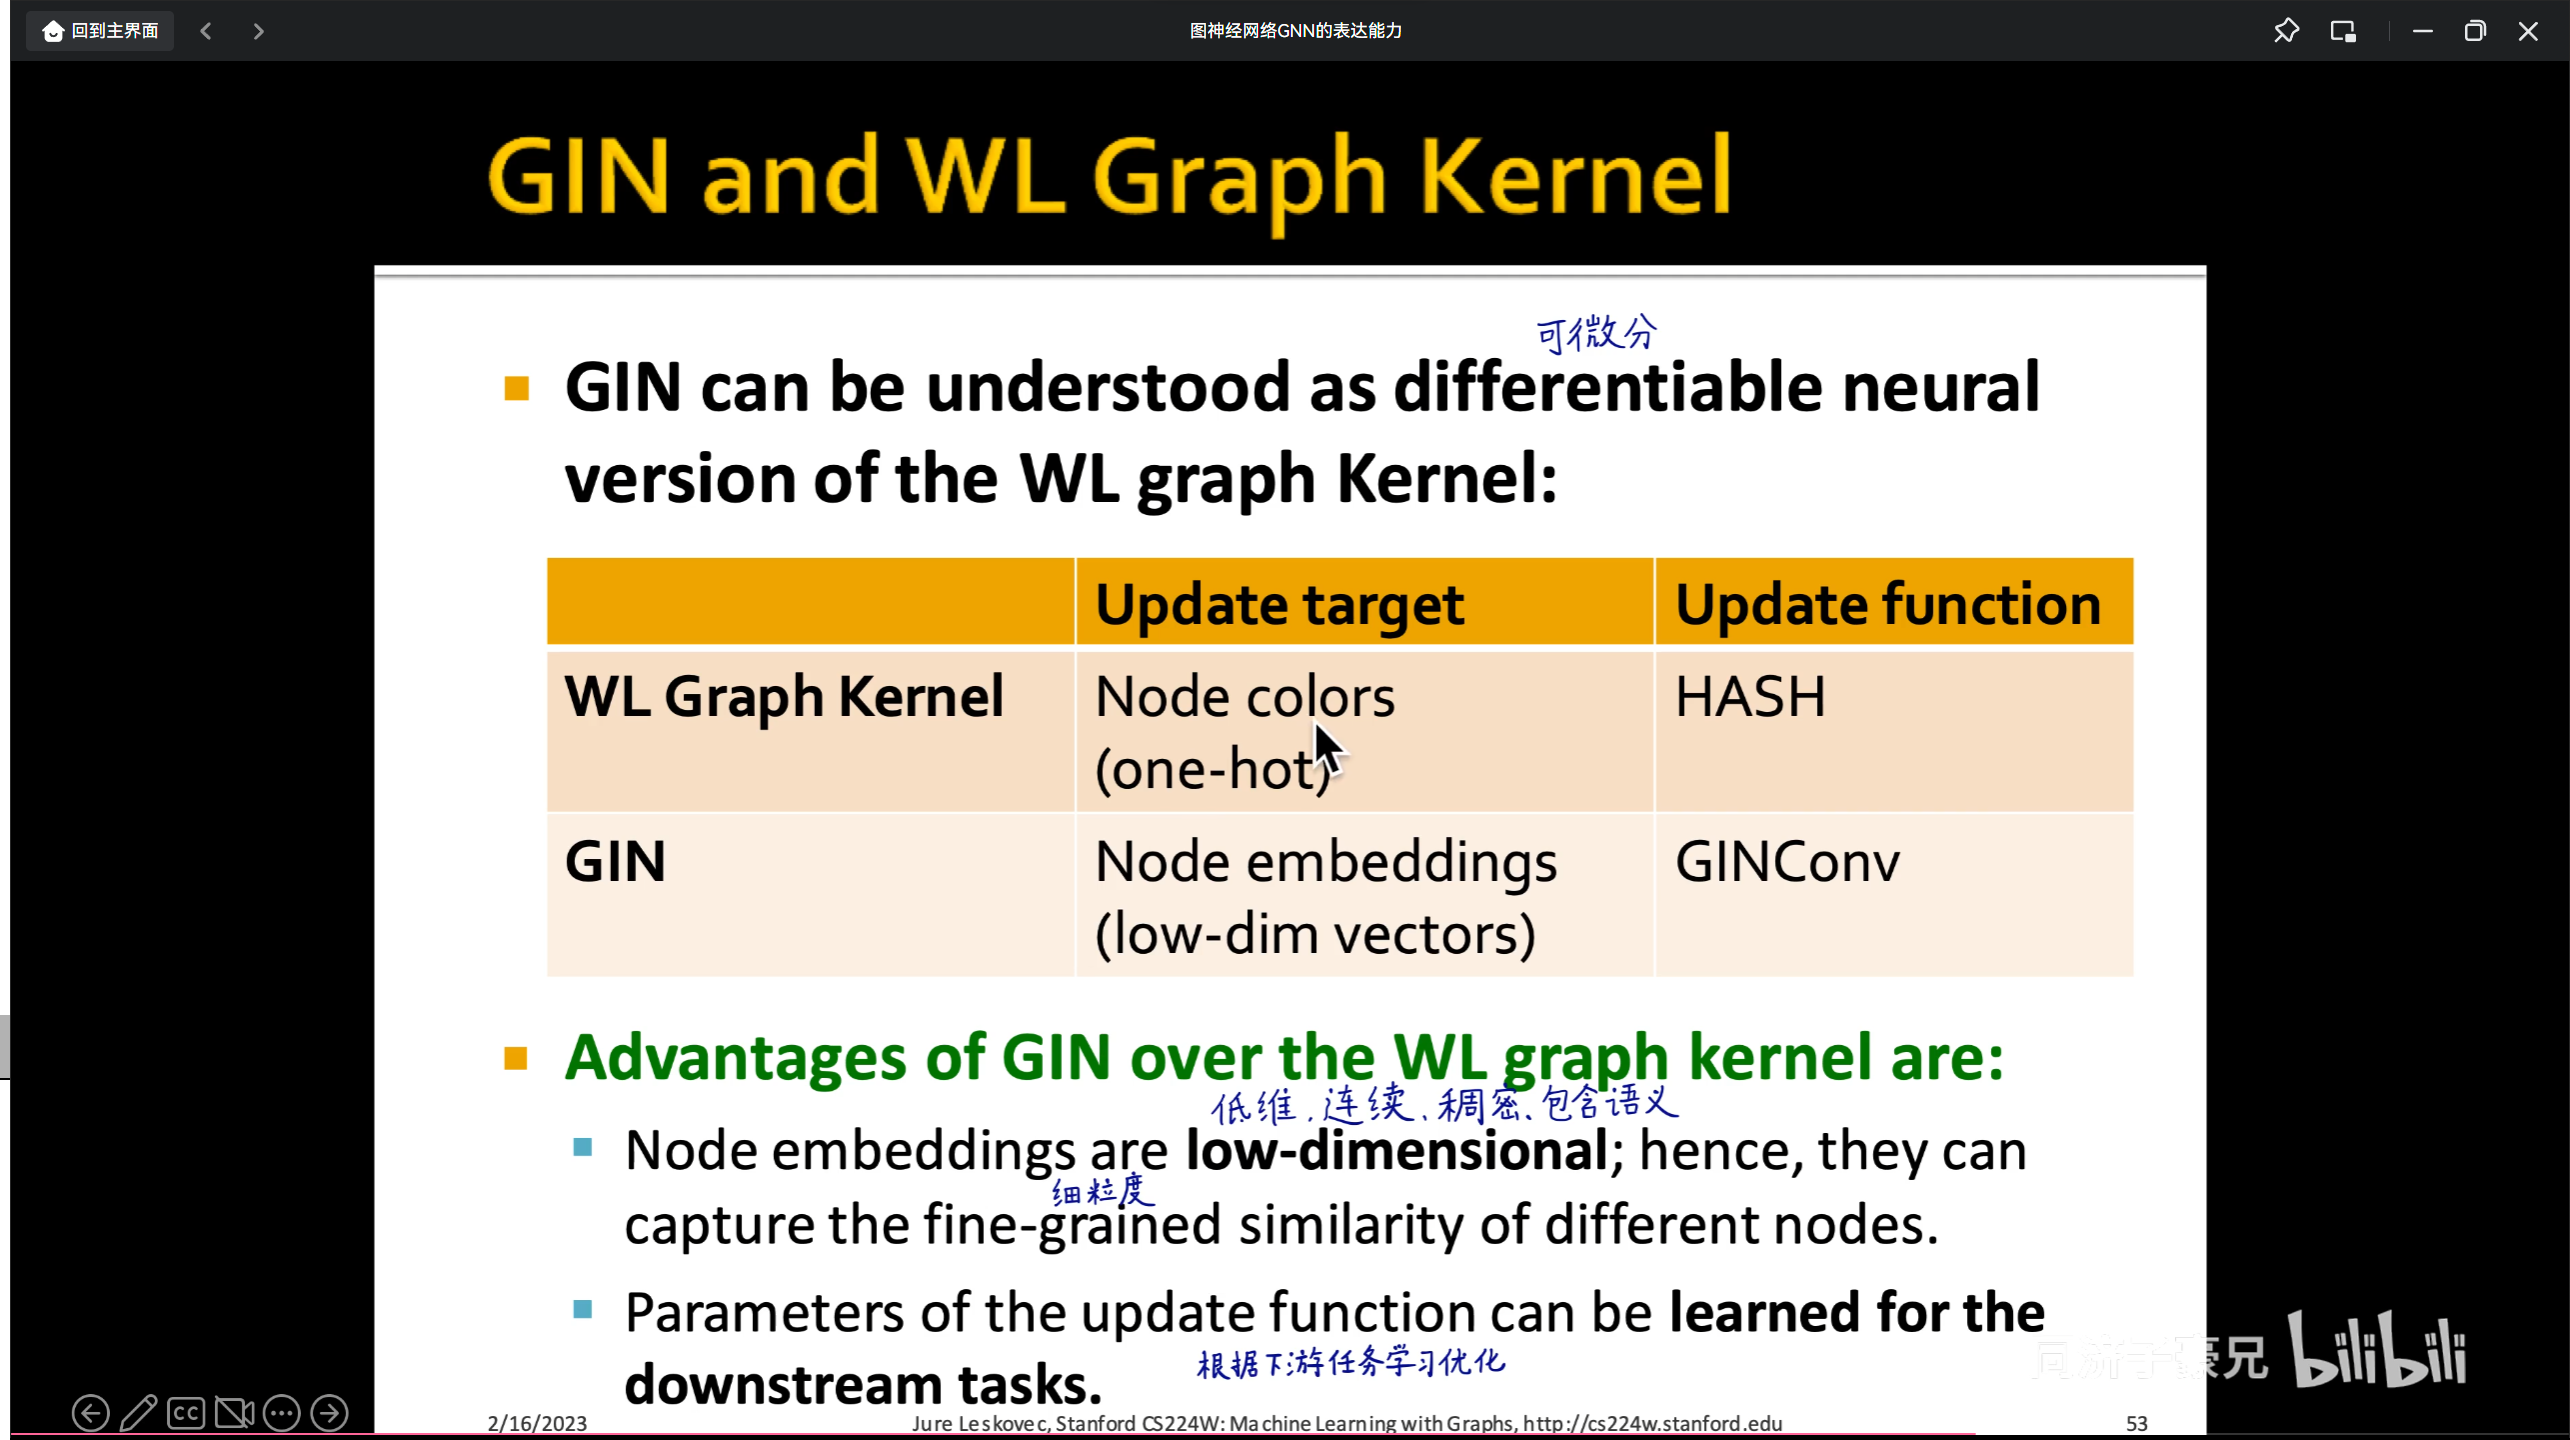 回到主界面
图神经网络GNN的表达能力
GIN and WL Graph Kernel
可微分
GIN can be understood as differentiable neural
version of the WL graph Kernel:
Update target Update function
WL Graph Kernel Node colors HASH
(one-hot)
GIN Node embeddings GINConv
(low-dim vectors)
Advantages of GIN over the WL graph kernel are:
低维、连续、稠密、包含语义
Node embeddings are low-dimensional; hence, they can
细粒度
capture the fine-grained similarity of different nodes.
Parameters of the update function can be learned for the
根据下游任务学习优化
downstream tasks.
同济子豪兄 bilibili
CC
2/16/2023 Jure Leskovec, Stanford CS224W: Machine Learning with Graphs, http://cs224w.stanford.edu 53